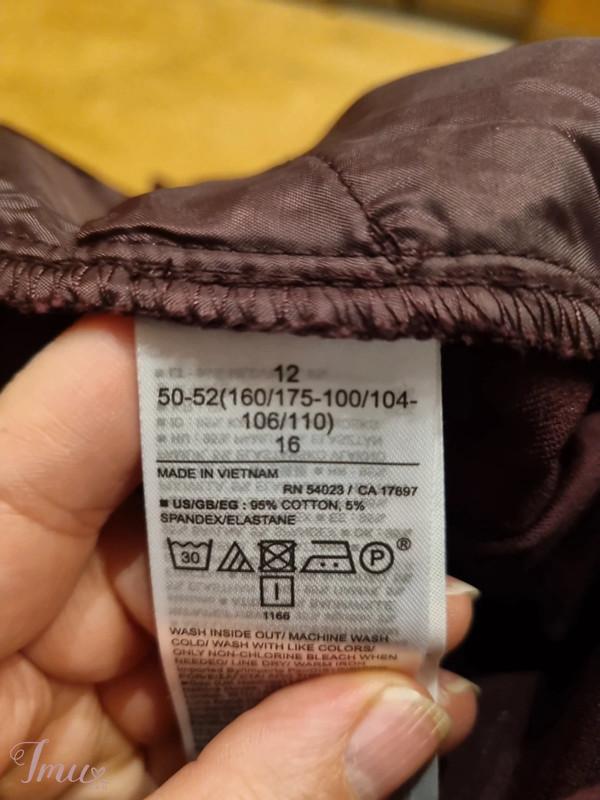 12
50-52(160/175-100/104-
106/110)
16
MADE IN VIETNAM
RN 54023 / CA 17897
US/GB/EG : 95% COTTON, 5%
SPANDEX/ELASTANE
30
P®
1166
WASH INSIDE OUT/ MACHINE WASH
COLD/ WASH WITH LIKE COLORS/
ONLY NON-CHLORINE BLEACH WHEN
NEEDED/ LINE DRY/ WARM IRON
Imu